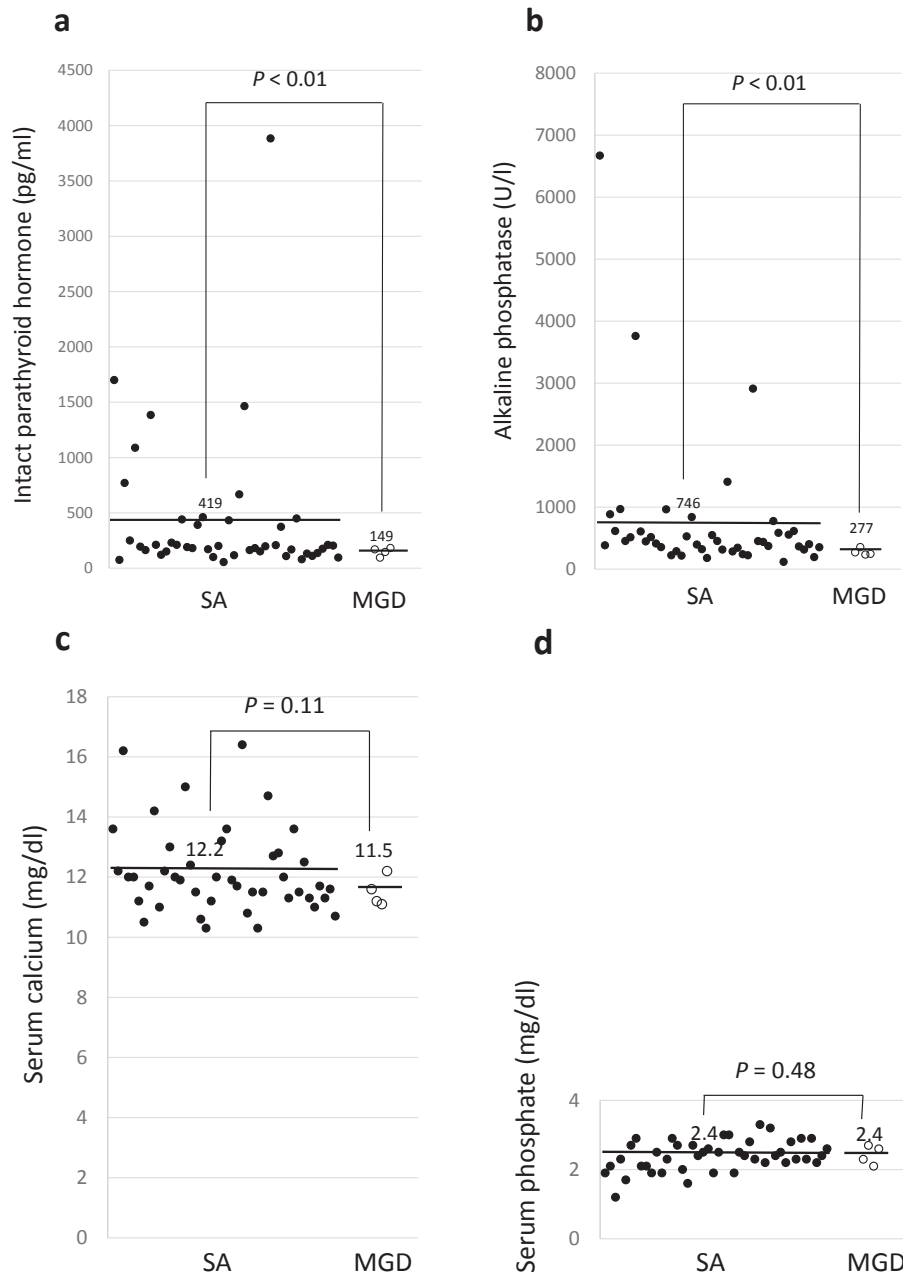 a
P < 0.01
4500
4000
3500
3000
2500
2000
1500
1000
500
0
Intact parathyroid hormone (pg/ml)
419
149
SA
MGD
b
P < 0.01
8000
7000
6000
5000
4000
3000
2000
1000
0
Alkaline phosphatase (U/l)
746
277
SA
MGD
c
P = 0.11
18
16
14
12
10
8
6
4
2
0
Serum calcium (mg/dl)
12.2
11.5
SA
MGD
d
P = 0.48
4
2
0
Serum phosphate (mg/dl)
2.4
2.4
SA
MGD